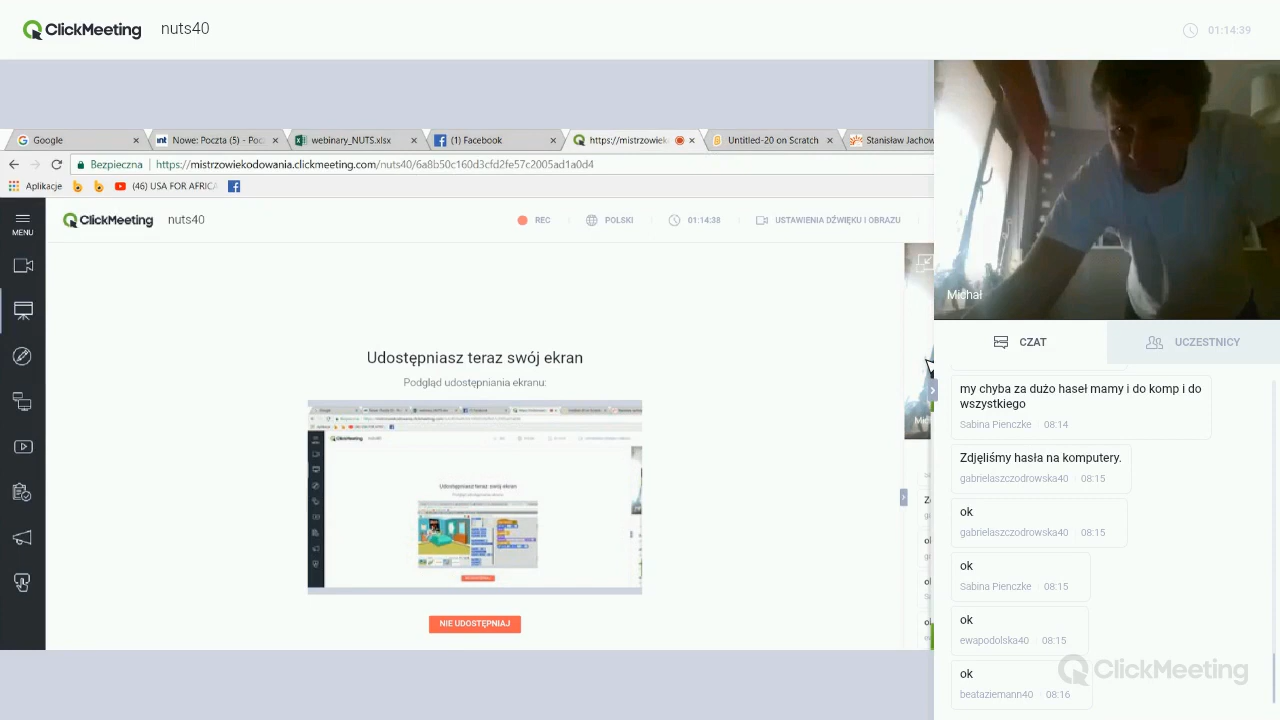 ClickMeeting nuts40
01:14:39
Google
Nowe: Poczta (5) - Poc
webinary_NUTS.xlsx
(1) Facebook
https://mistrzowiek
Untitled-20 on Scratch
Stanisław Jachow
Bezpieczna
https://mistrzowiekodowania.clickmeeting.com/nuts40/6a8b50c160d3cfd2fe57c2005ad1a0d4
Aplikacje
(46) USA FOR AFRICA
MENU
ClickMeeting nuts40
REC
POLSKI
01:14:38
USTAWIENIA DŹWIĘKU I OBRAZU
Udostępniasz teraz swój ekran
Podgląd udostępniania ekranu:
Udostępniasz teraz swój ekran
NIE UDOSTĘPNIAJ
Michał
CZAT
UCZESTNICY
my chyba za dużo haseł mamy i do komp i do
wszystkiego
Sabina Pienczke 08:14
Zdjęliśmy hasła na komputery.
gabrielaszczodrowska40 08:15
ok
gabrielaszczodrowska40 08:15
ok
Sabina Pienczke 08:15
ok
ewapodolska40 08:15
ok
beataziemann40 08:16
ClickMeeting